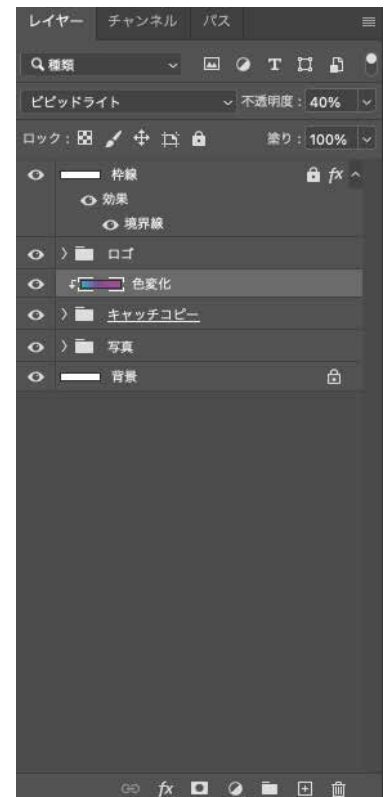 レイヤー チャンネル パス
種類
ビビッドライト 不透明度: 40%
ロック: 塗り: 100%
枠線 fx
効果
境界線
ロゴ
色変化
キャッチコピー
写真
背景
fx